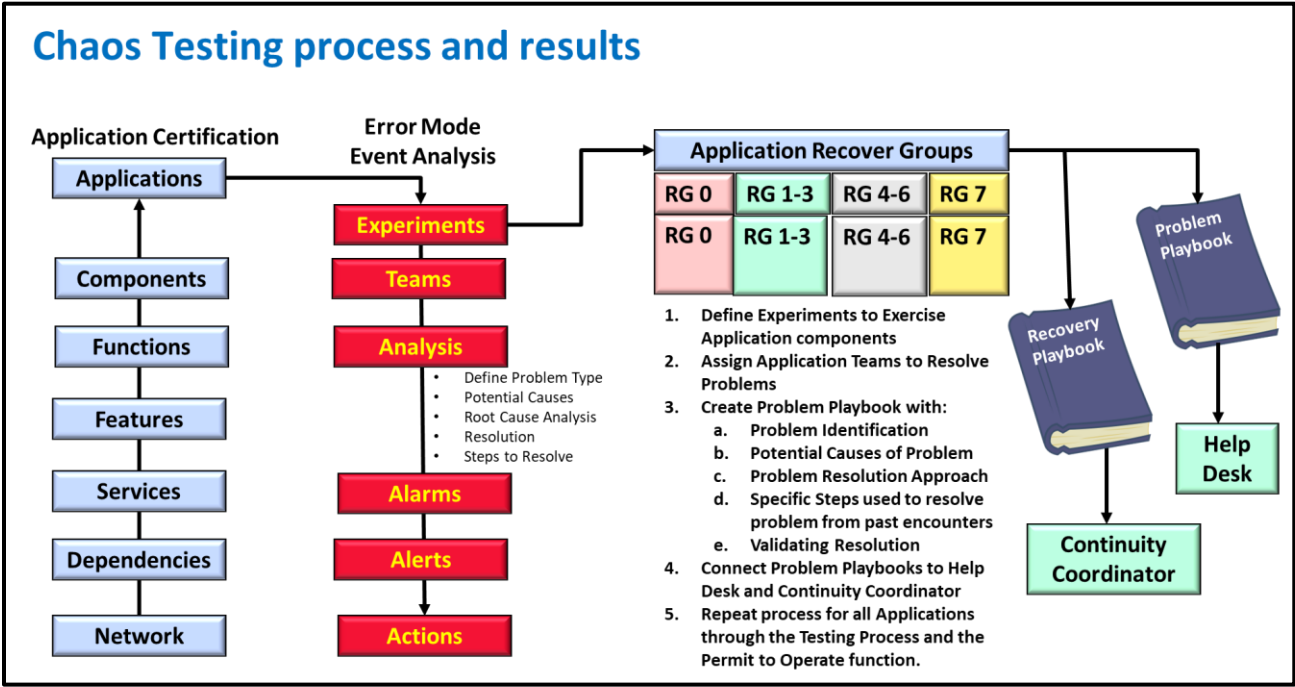 Chaos Testing process and results
Application Certification
Applications
Components
Functions
Features
Services
Dependencies
Network
Error Mode
Event Analysis
Experiments
Teams
Analysis
• Define Problem Type
• Potential Causes
• Root Cause Analysis
• Resolution
• Steps to Resolve
Alarms
Alerts
Actions
Application Recover Groups
RG 0 RG 1-3 RG 4-6 RG 7
RG 0 RG 1-3 RG 4-6 RG 7
1. Define Experiments to Exercise
Application components
2. Assign Application Teams to Resolve
Problems
3. Create Problem Playbook with:
a. Problem Identification
b. Potential Causes of Problem
c. Problem Resolution Approach
d. Specific Steps used to resolve
problem from past encounters
e. Validating Resolution
4. Connect Problem Playbooks to Help
Desk and Continuity Coordinator
5. Repeat process for all Applications
through the Testing Process and the
Permit to Operate function.
Recovery
Playbook
Continuity
Coordinator
Problem
Playbook
Help
Desk